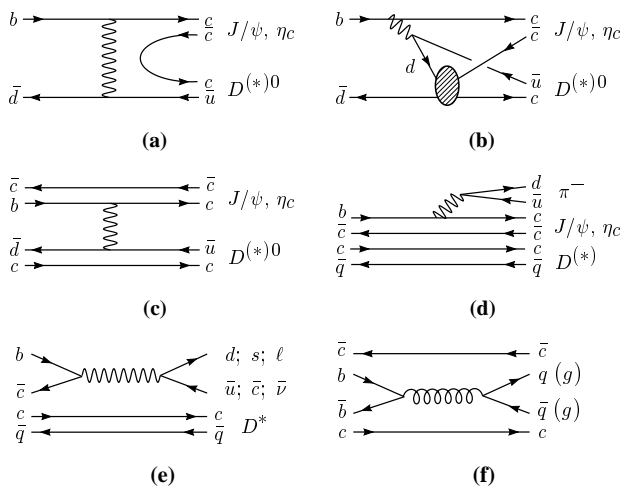 b c
c̅ J/ψ, η_c
c
d̅ u̅ D^(*)0
(a)
b c
c̅ J/ψ, η_c
d
u̅
d̅ c D^(*)0
(b)
c̅ c̅
b c J/ψ, η_c
d̅ u̅ D^(*)0
c c
(c)
d
u̅ π^−
b c
c̅ c̅ J/ψ, η_c
c c
q̅ q̅ D^(*)
(d)
b d; s; ℓ
c̅ u̅; c̅; ν̅
c c
q̅ q̅ D^*
(e)
c̅ c̅
b q (g)
b̅ q̅ (g)
c c
(f)